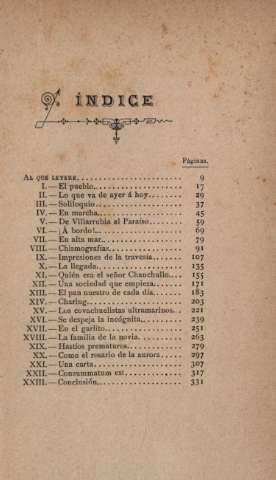 ÍNDICE
Páginas.
AL QUE LEYERE........................ 9
I.—El pueblo........................ 17
II.—Lo que va de ayer á hoy........................ 29
III.—Soliloquio........................ 37
IV.—En marcha........................ 45
V.—De Villarrubia al Paraíso........................ 59
VI.—¡Á bordo!........................ 69
VII.—En alta mar........................ 79
VIII.—Chismografías........................ 91
IX.—Impresiones de la travesía........................ 107
X.—La llegada........................ 135
XI.—Quién era el señor Chanchullo........................ 155
XII.—Una sociedad que empieza........................ 171
XIII.—El pan nuestro de cada día........................ 183
XIV.—Charing........................ 203
XV.—Los covachuelistas ultramarinos.. 221
XVI.—Se despeja la incógnita........................ 239
XVII.—En el garlito........................ 251
XVIII.—La familia de la noria........................ 263
XIX.—Hastíos prematuros........................ 279
XX.—Como el rosario de la aurora........................ 297
XXI.—Una carta........................ 307
XXII.—Consummatum est........................ 317
XXIII.—Conclusión........................ 331